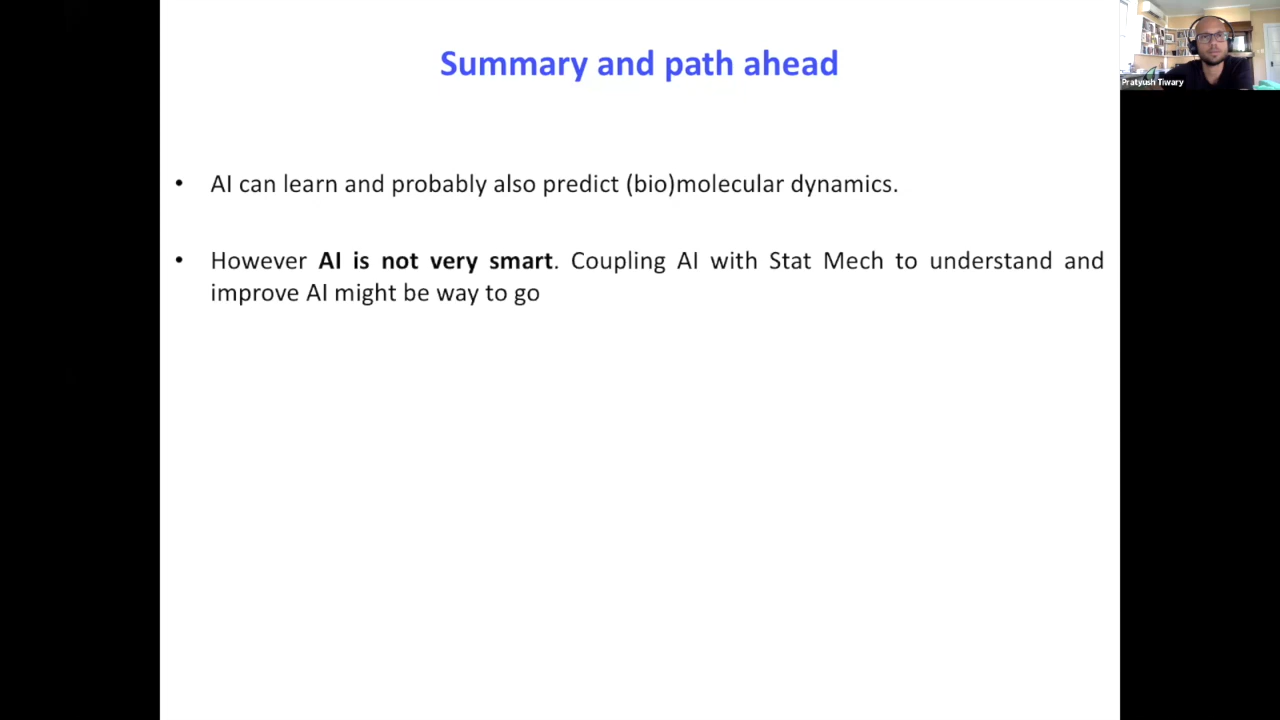 Summary and path ahead
Pratyush Tiwary
• AI can learn and probably also predict (bio)molecular dynamics.
• However AI is not very smart. Coupling AI with Stat Mech to understand and
improve AI might be way to go